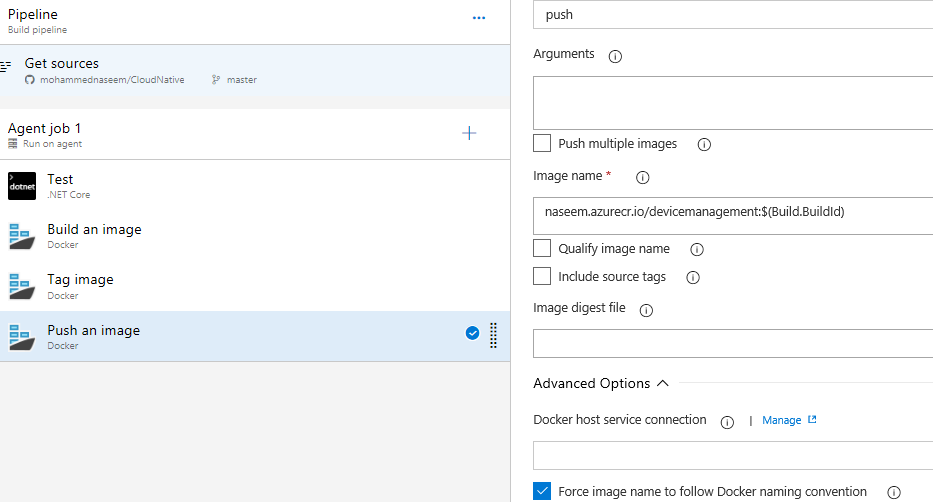 Pipeline
Build pipeline
...
Get sources
mohammednaseem/CloudNative
master
Agent job 1
Run on agent
dotnet
Test
.NET Core
Build an image
Docker
Tag image
Docker
Push an image
Docker
push
Arguments
Push multiple images
Image name *
naseem.azurecr.io/devicemanagement:$(Build.BuildId)
Qualify image name
Include source tags
Image digest file
Advanced Options
Docker host service connection | Manage
Force image name to follow Docker naming convention